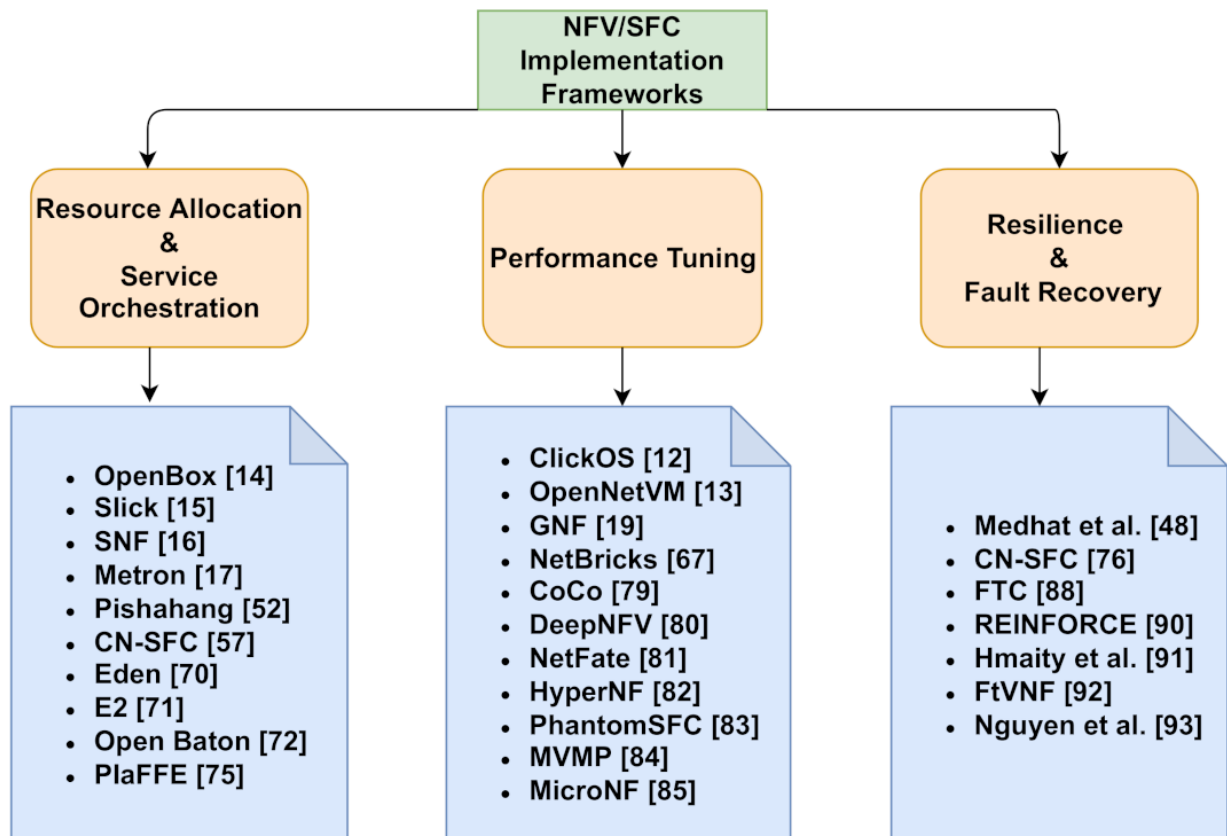 NFV/SFC
Implementation
Frameworks
Resource Allocation
&
Service
Orchestration
Performance Tuning
Resilience
&
Fault Recovery
• OpenBox [14]
• Slick [15]
• SNF [16]
• Metron [17]
• Pishahang [52]
• CN-SFC [57]
• Eden [70]
• E2 [71]
• Open Baton [72]
• PlaFFE [75]
• ClickOS [12]
• OpenNetVM [13]
• GNF [19]
• NetBricks [67]
• CoCo [79]
• DeepNFV [80]
• NetFate [81]
• HyperNF [82]
• PhantomSFC [83]
• MVMP [84]
• MicroNF [85]
• Medhat et al. [48]
• CN-SFC [76]
• FTC [88]
• REINFORCE [90]
• Hmaity et al. [91]
• FtVNF [92]
• Nguyen et al. [93]